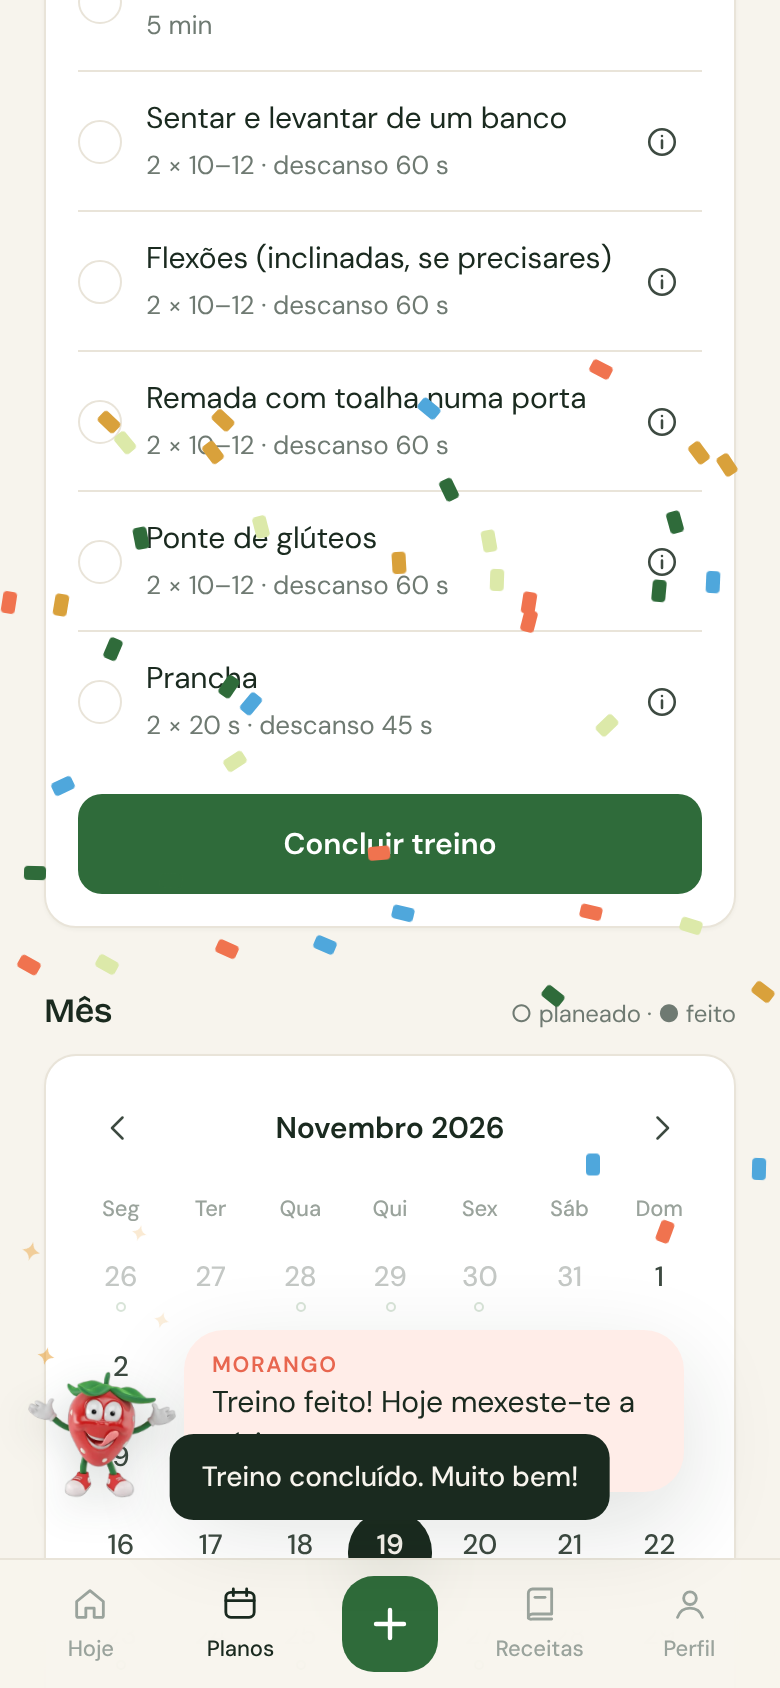 5 min
Sentar e levantar de um banco
2 × 10–12 · descanso 60 s
Flexões (inclinadas, se precisares)
2 × 10–12 · descanso 60 s
Remada com toalha numa porta
2 × 10–12 · descanso 60 s
Ponte de glúteos
2 × 10–12 · descanso 60 s
Prancha
2 × 20 s · descanso 45 s
Concluir treino
Mês
planeado · feito
Novembro 2026
Seg Ter Qua Qui Sex Sáb Dom
26 27 28 29 30 31 1
2
MORANGO
Treino feito! Hoje mexeste-te a
9
Treino concluído. Muito bem!
16 17 18 19 20 21 22
Hoje Planos Receitas Perfil